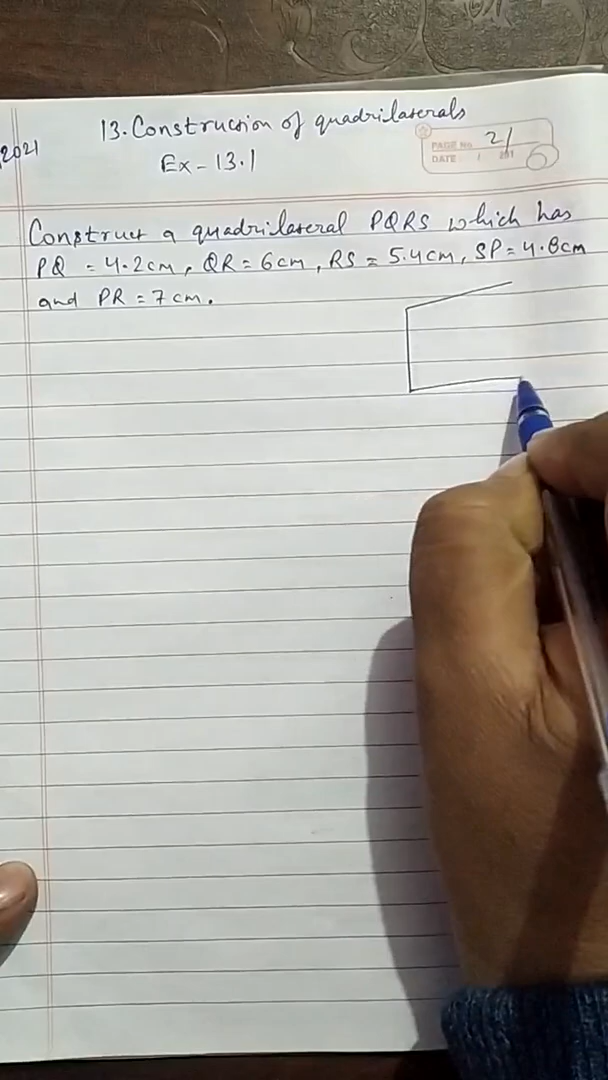 13. Construction of quadrilaterals
2021
Ex - 13.1
PAGE No. 21
DATE / / 201
Construct a quadrilateral PQRS which has
PQ = 4.2cm, QR = 6cm, RS = 5.4cm, SP = 4.8cm
and PR = 7cm.